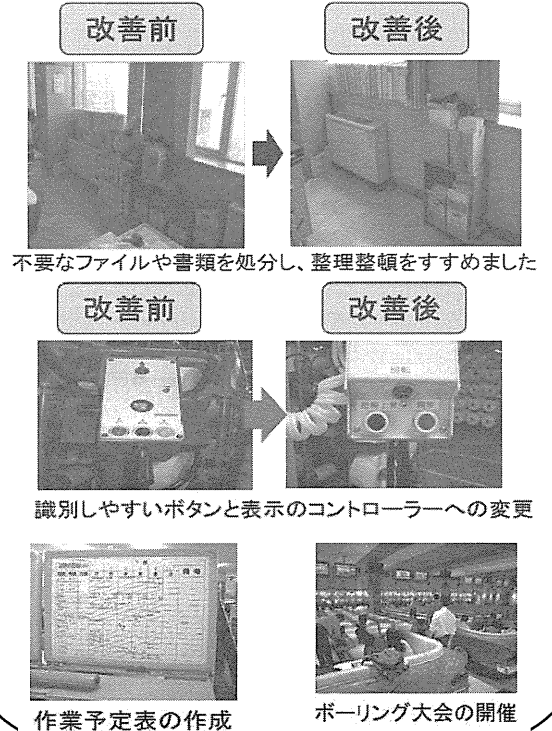 改善前
改善後
不要なファイルや書類を処分し、整理整頓をすすめました
改善前
改善後
識別しやすいボタンと表示のコントローラーへの変更
作業予定表の作成
ボーリング大会の開催